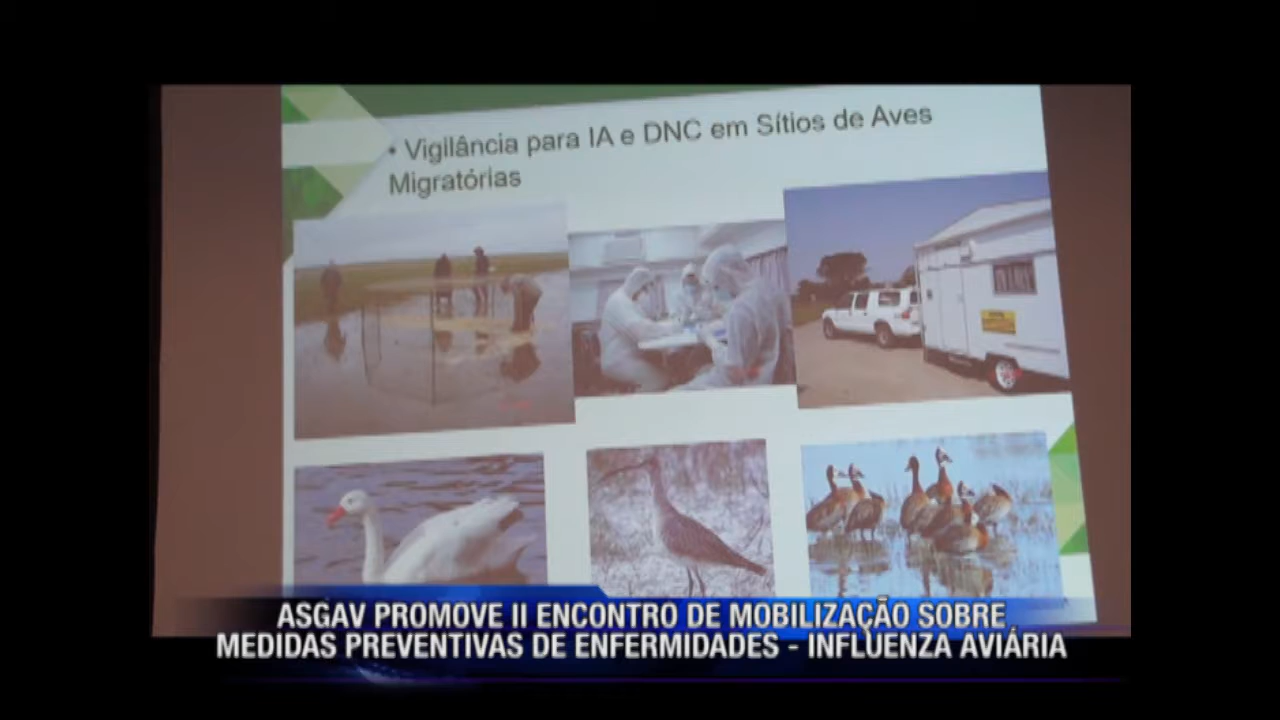 • Vigilância para IA e DNC em Sítios de Aves
Migratórias
ASGAV PROMOVE II ENCONTRO DE MOBILIZAÇÃO SOBRE
MEDIDAS PREVENTIVAS DE ENFERMIDADES - INFLUENZA AVIÁRIA